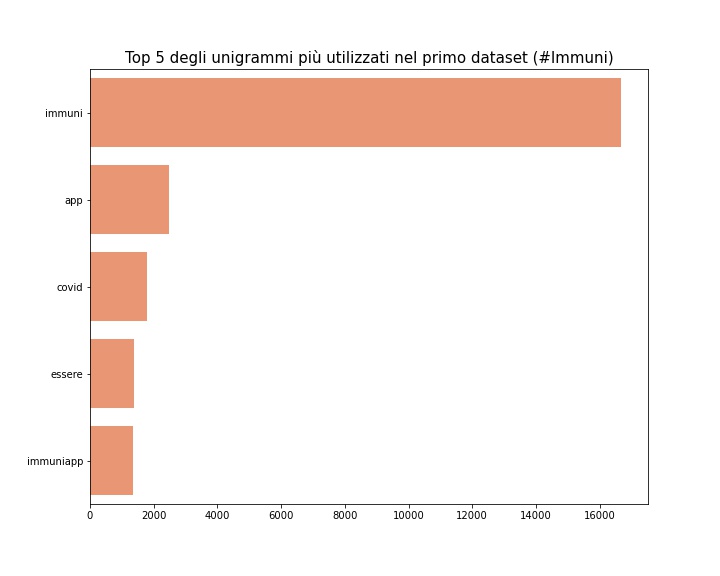 Top 5 degli unigrammi più utilizzati nel primo dataset (#Immuni)
immuni
app
covid
essere
immuniapp
0 2000 4000 6000 8000 10000 12000 14000 16000